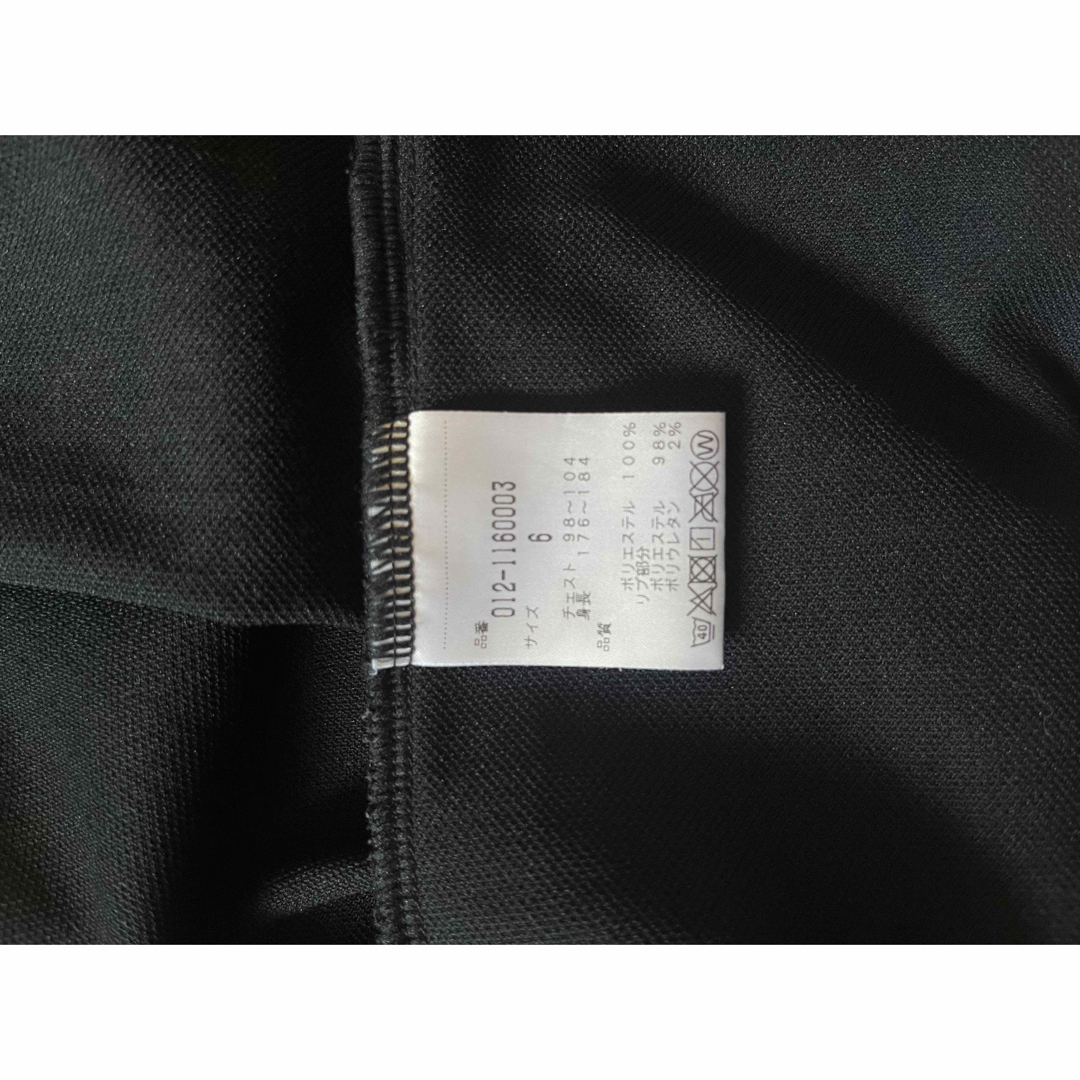 品番
012-1160003
サイズ 6
チェスト 98~104
身長 176~184
品質
ポリエステル 100%
リブ部分
ポリエステル 98%
ポリウレタン 2%
40 W